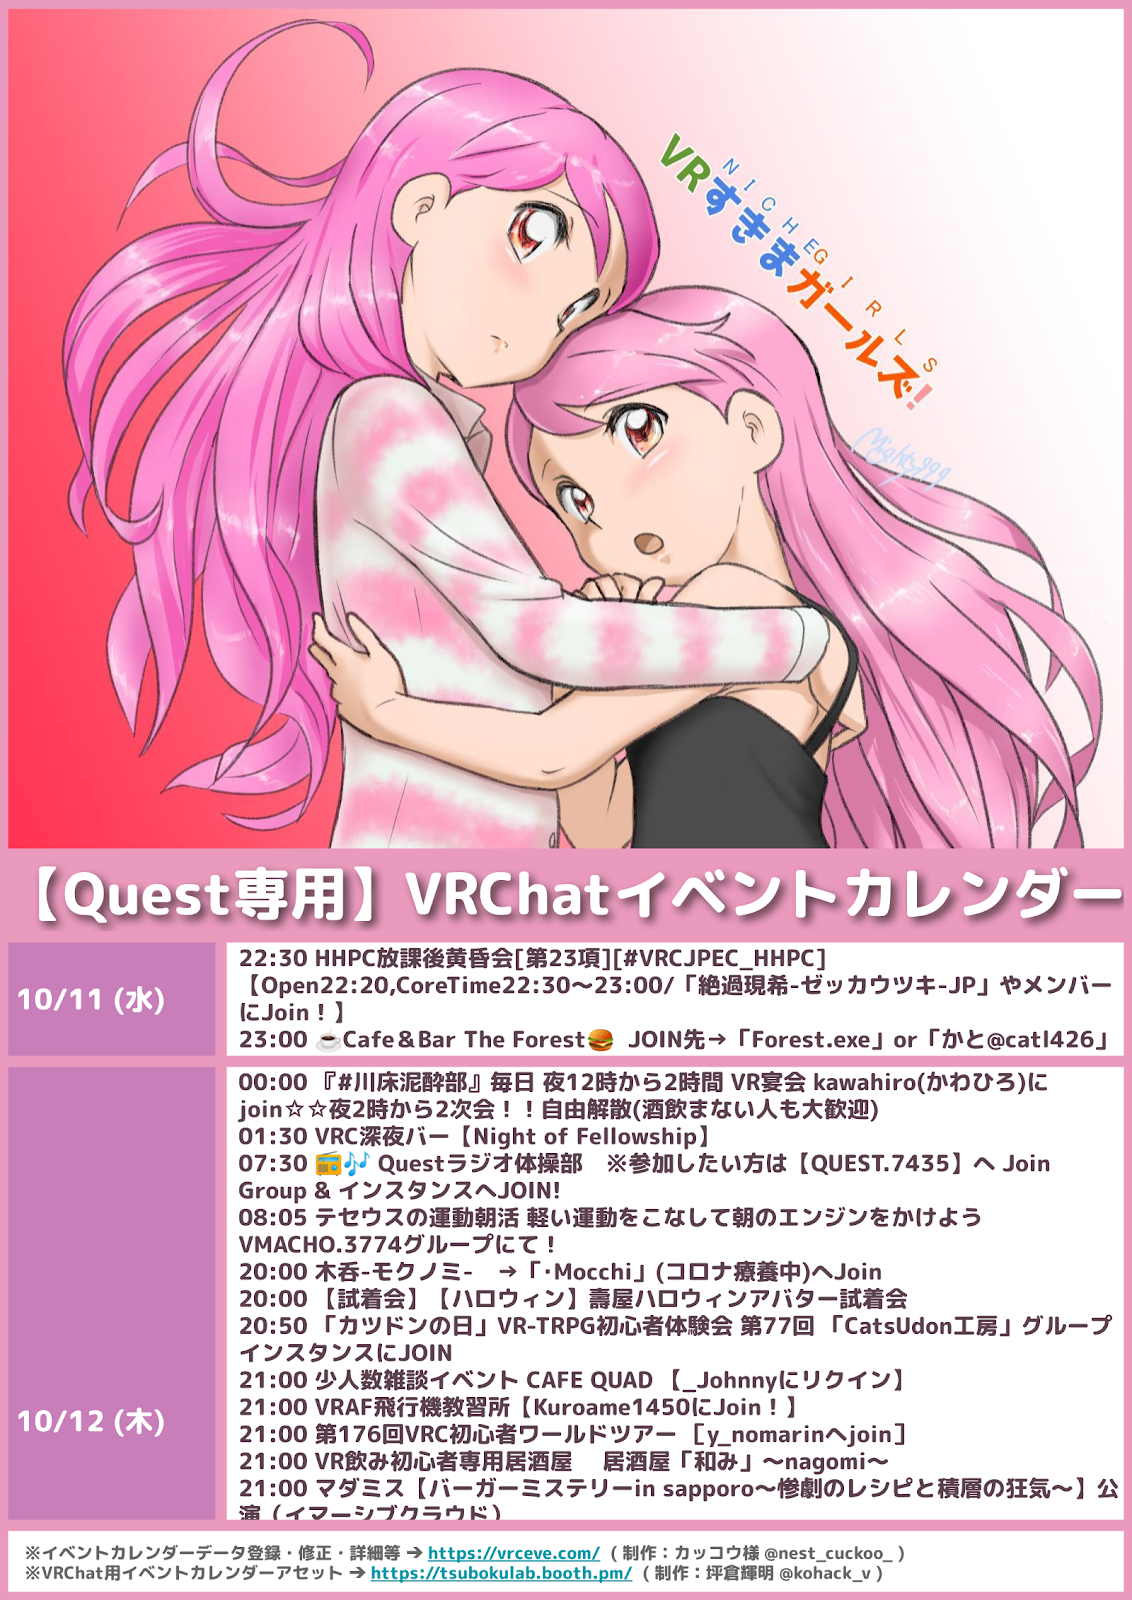 NICHE GIRLS
VRすきまガールズ!
Mighty999
【Quest専用】VRChatイベントカレンダー
10/11 (水)
22:30 HHPC放課後黄昏会[第23項][#VRCJPEC_HHPC]
【Open22:20,CoreTime22:30～23:00/「絶過現希-ゼッカウツキ-JP」やメンバー
にJoin！】
23:00 ☕Cafe＆Bar The Forest🍔 JOIN先→「Forest.exe」or「かと@catl426」
10/12 (木)
00:00 『#川床泥酔部』毎日 夜12時から2時間 VR宴会 kawahiro(かわひろ)に
join☆☆夜2時から2次会！！自由解散(酒飲まない人も大歓迎)
01:30 VRC深夜バー【Night of Fellowship】
07:30 📻🎶 Questラジオ体操部　※参加したい方は【QUEST.7435】へ Join
Group & インスタンスへJOIN!
08:05 テセウスの運動朝活 軽い運動をこなして朝のエンジンをかけよう
VMACHO.3774グループにて！
20:00 木呑-モクノミ-　→「･Mocchi」(コロナ療養中)へJoin
20:00 【試着会】【ハロウィン】壽屋ハロウィンアバター試着会
20:50 「カツドンの日」VR-TRPG初心者体験会 第77回 「CatsUdon工房」グループ
インスタンスにJOIN
21:00 少人数雑談イベント CAFE QUAD 【_Johnnyにリクイン】
21:00 VRAF飛行機教習所【Kuroame1450にJoin！】
21:00 第176回VRC初心者ワールドツアー ［y_nomarinへjoin］
21:00 VR飲み初心者専用居酒屋　 居酒屋「和み」～nagomi～
21:00 マダミス【バーガーミステリーin sapporo～惨劇のレシピと積層の狂気～】公
演（イマーシブクラウド）
※イベントカレンダーデータ登録・修正・詳細等 ➔ https://vrceve.com/ ( 制作：カッコウ様 @nest_cuckoo_ )
※VRChat用イベントカレンダーアセット ➔ https://tsubokulab.booth.pm/ ( 制作：坪倉輝明 @kohack_v )